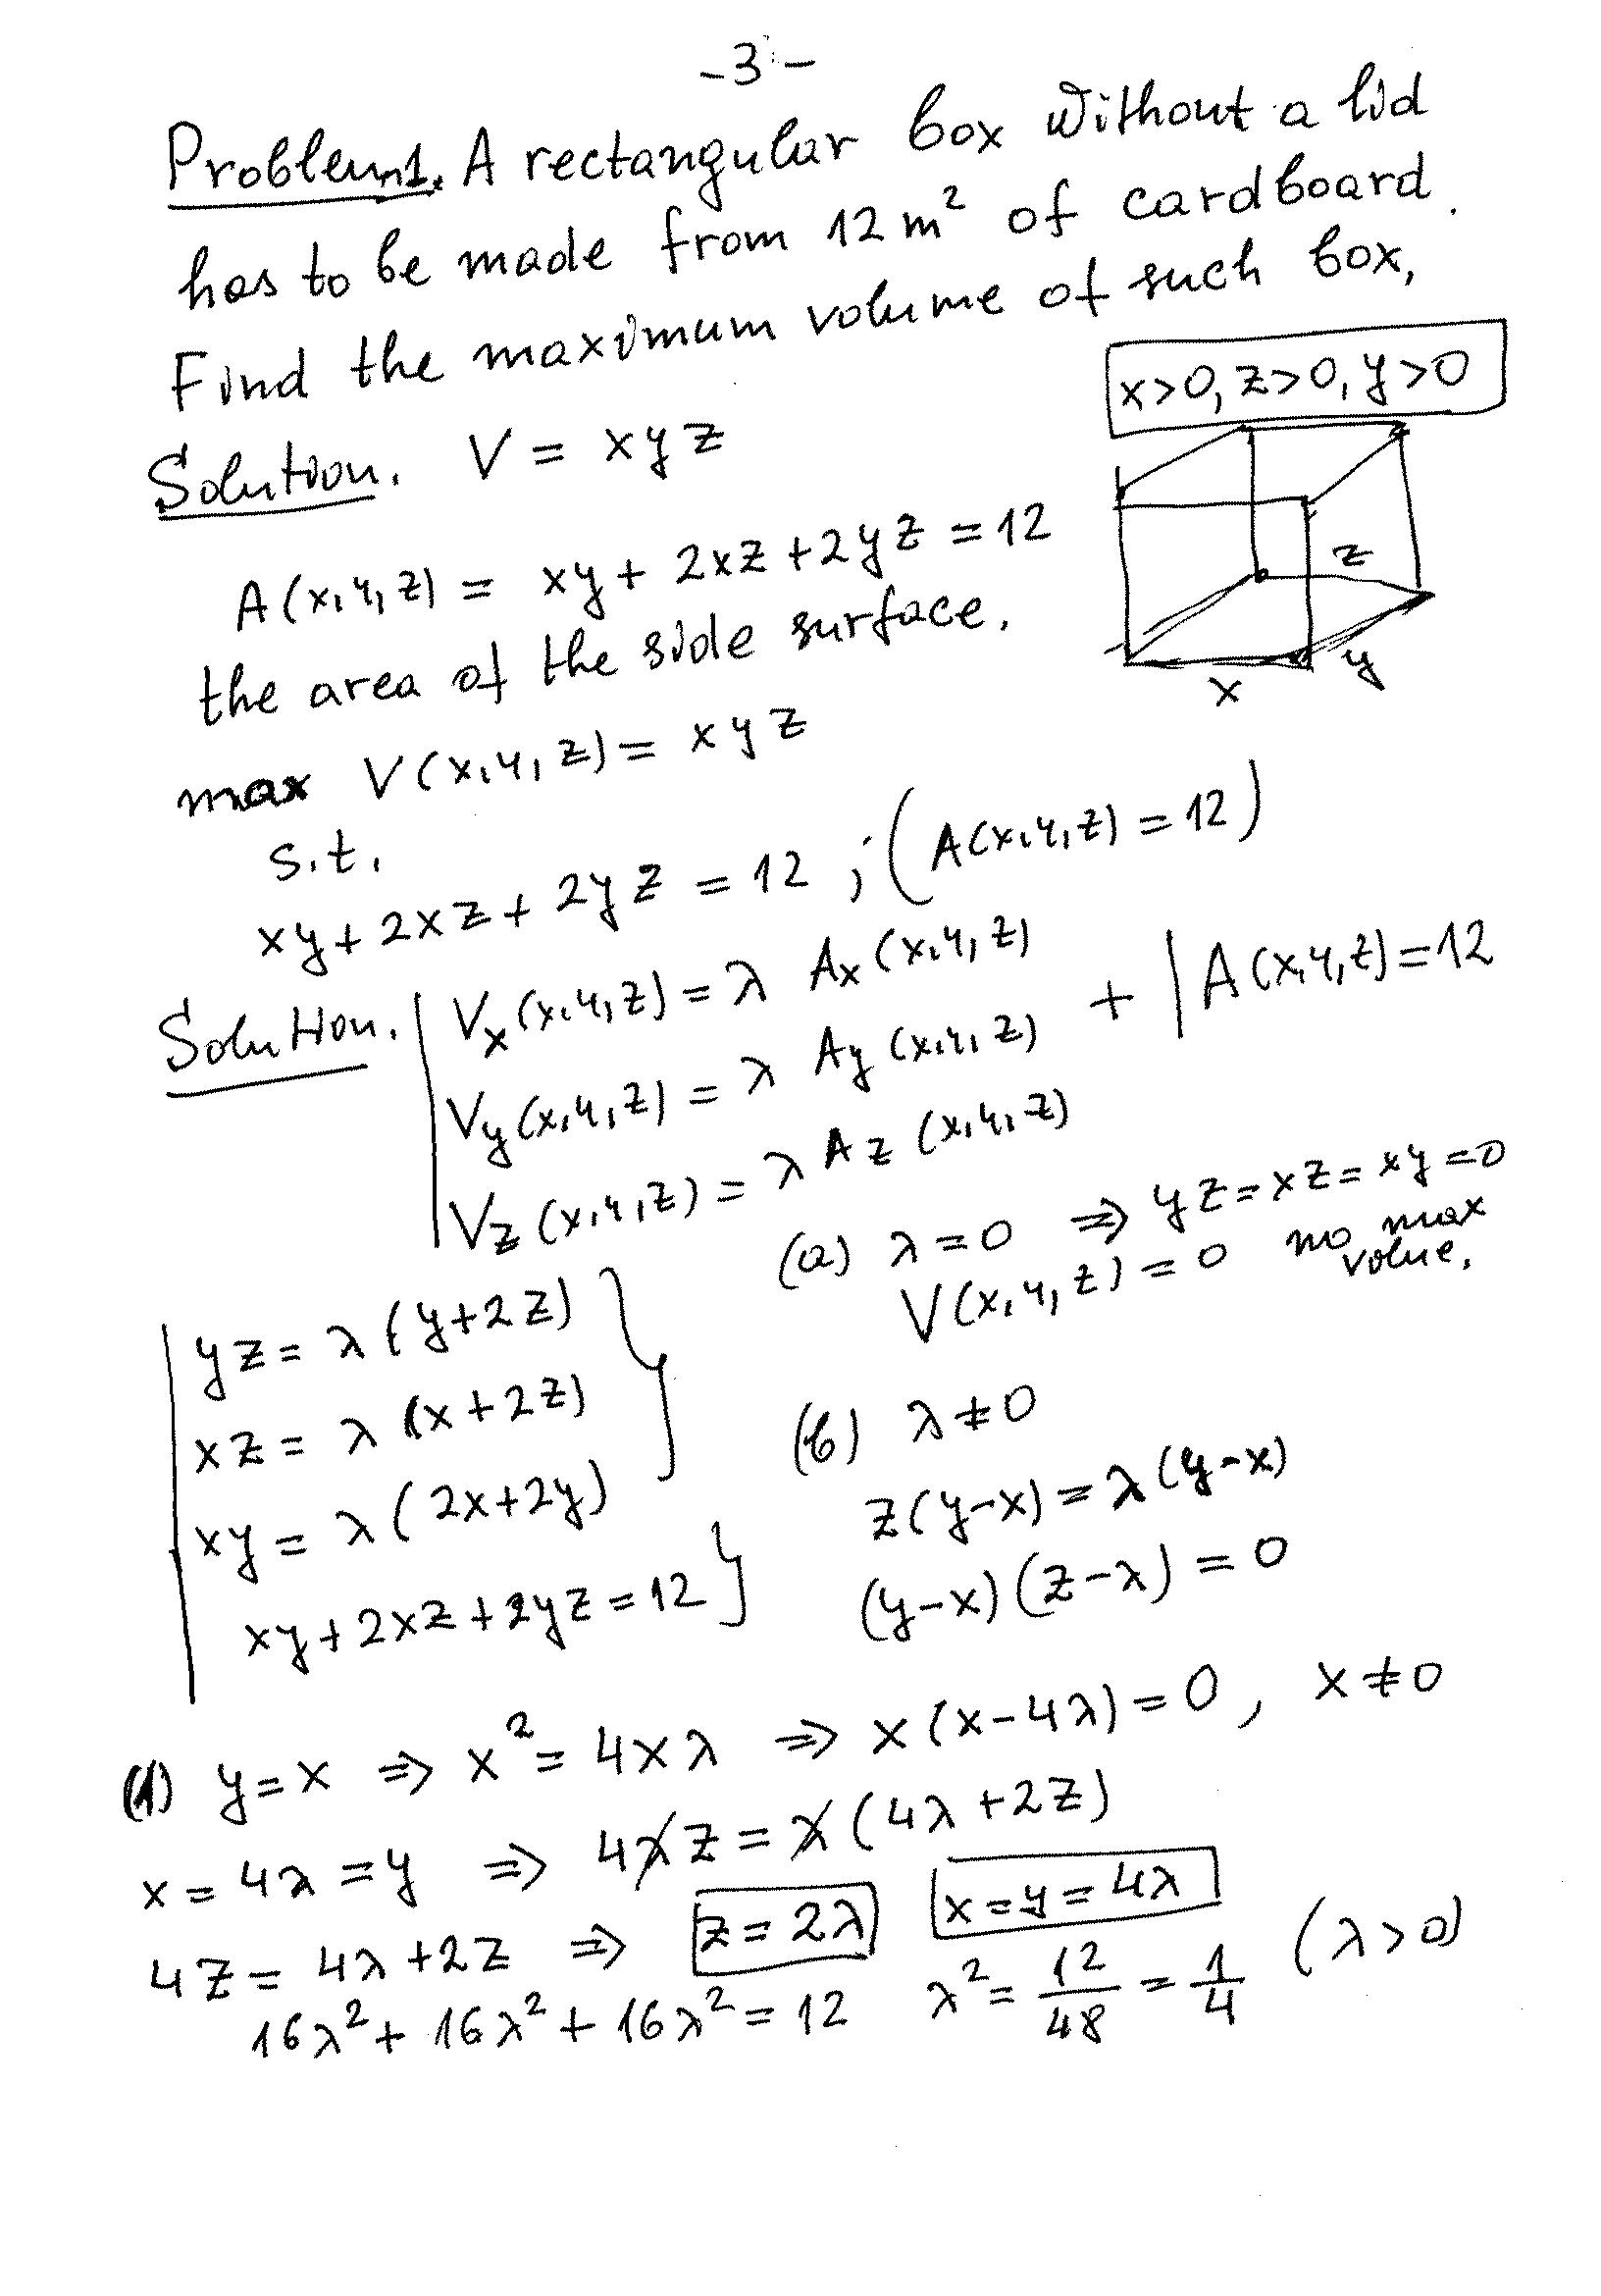 -3-
Problem 1. A rectangular box without a lid
has to be made from 12 m² of cardboard.
Find the maximum volume of such box,
x>0, z>0, y>0
Solution. V = xyz
A(x,y,z) = xy + 2xz + 2yz = 12
the area of the side surface.
z
y
x
max V(x,y,z) = xyz
s.t.
xy + 2xz + 2yz = 12 ; (A(x,y,z) = 12)
Solution. | Vx(x,y,z) = λ Ax(x,y,z)
Vy(x,y,z) = λ Ay(x,y,z) + | A(x,y,z) = 12
Vz(x,y,z) = λ Az(x,y,z)
(a) λ = 0 ⇒ yz = xz = xy = 0
V(x,y,z) = 0 no max
value.
yz = λ(y+2z)
xz = λ(x+2z)
xy = λ(2x+2y)
xy + 2xz + 2yz = 12
(b) λ ≠ 0
z(y-x) = λ(y-x)
(y-x)(z-λ) = 0
(1) y = x ⇒ x² = 4xλ ⇒ x(x-4λ) = 0, x ≠ 0
x = 4λ = y ⇒ 4λz = λ(4λ+2z)
4z = 4λ + 2z ⇒ z = 2λ x = y = 4λ
16λ² + 16λ² + 16λ² = 12 λ² = 12/48 = 1/4 (λ>0)